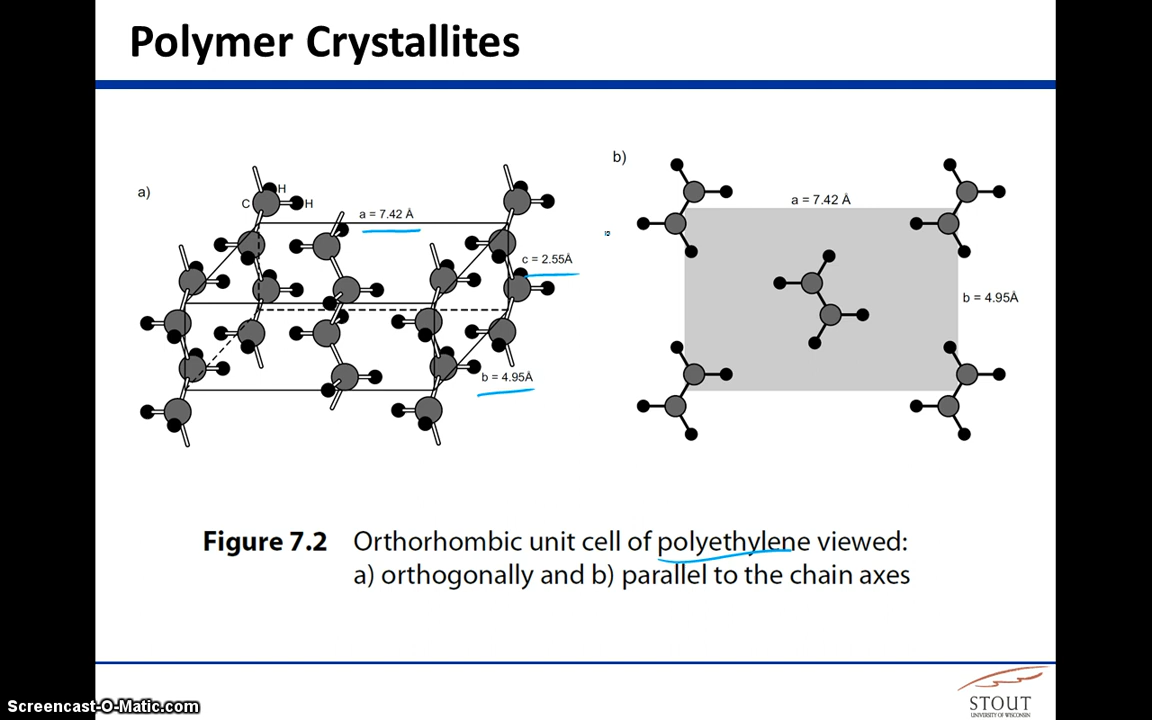 Polymer Crystallites
a)
C
H
H
a = 7.42 Å
c = 2.55Å
b = 4.95Å
b)
a = 7.42 Å
b = 4.95Å
Figure 7.2 Orthorhombic unit cell of polyethylene viewed:
a) orthogonally and b) parallel to the chain axes
STOUT
UNIVERSITY OF WISCONSIN
Screencast-O-Matic.com